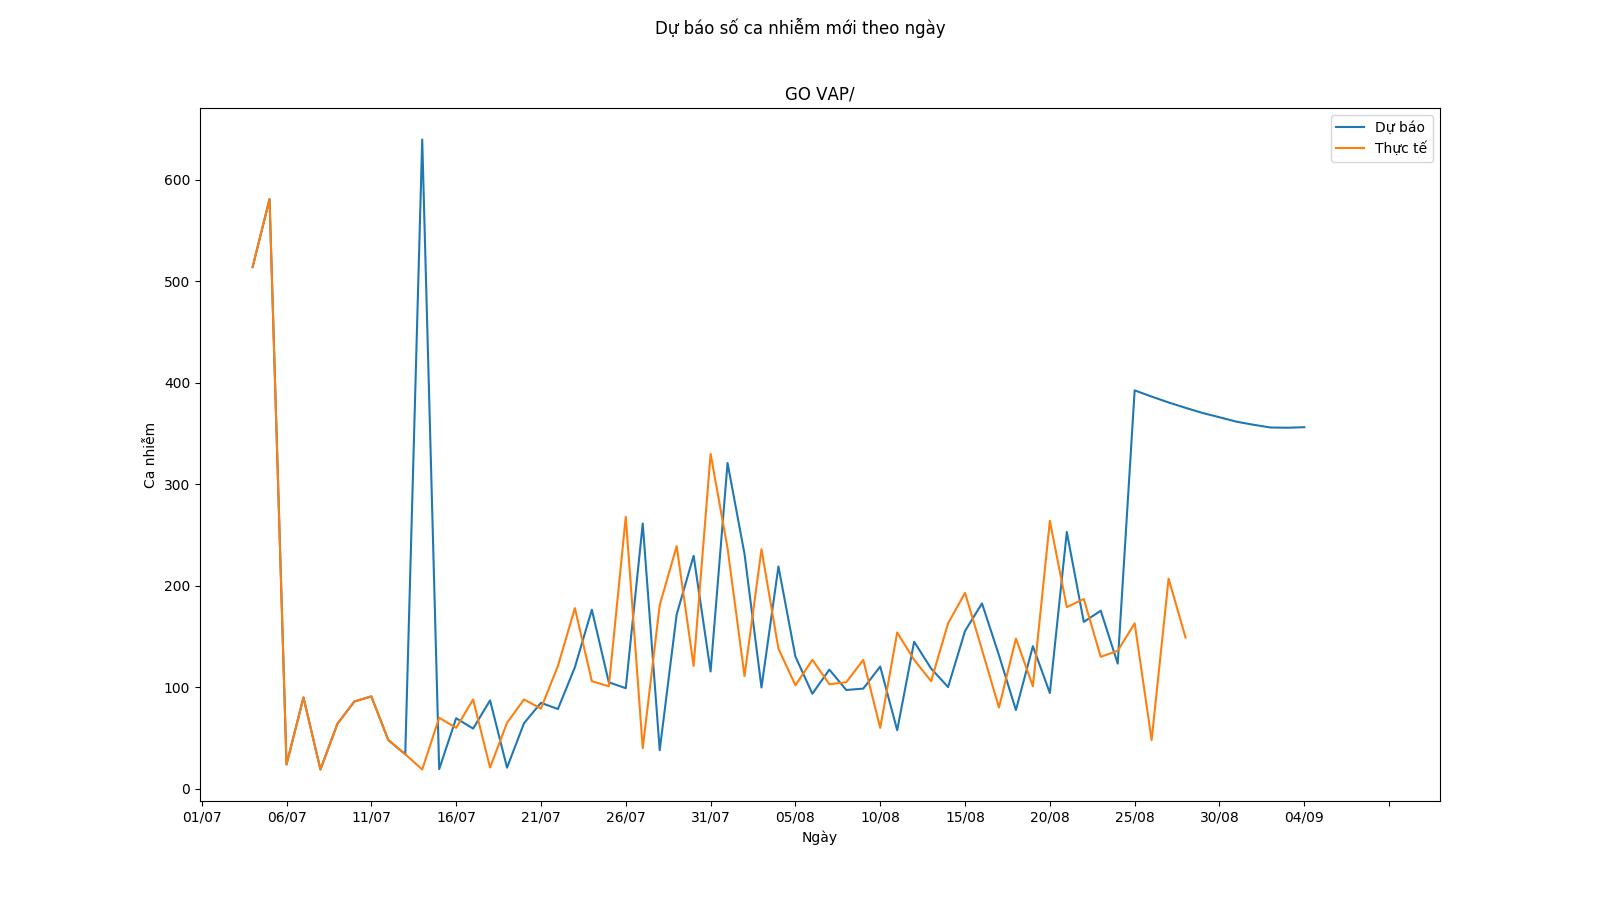 Dự báo số ca nhiễm mới theo ngày
GO VAP/
Dự báo
Thực tế
600
500
400
300
200
100
0
Ca nhiễm
01/07 06/07 11/07 16/07 21/07 26/07 31/07 05/08 10/08 15/08 20/08 25/08 30/08 04/09
Ngày